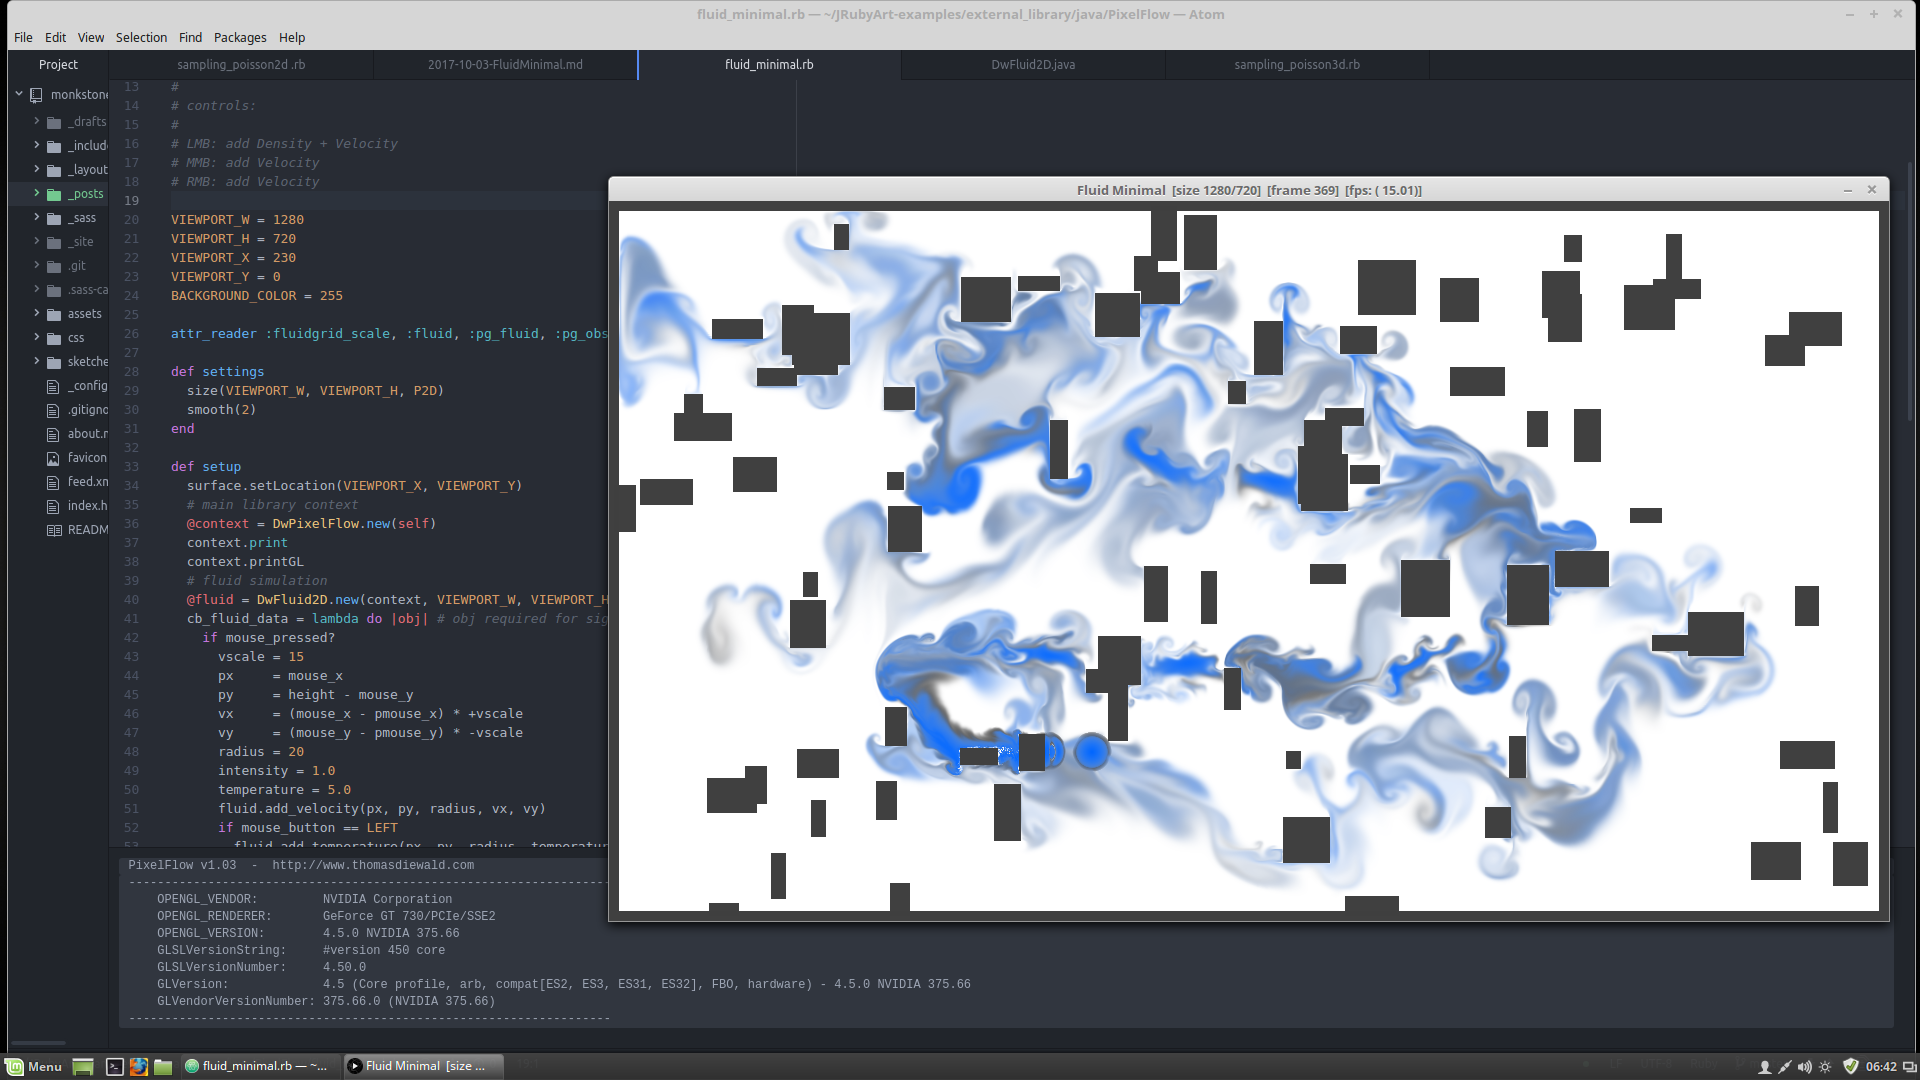 fluid_minimal.rb — ~/JRubyArt-examples/external_library/java/PixelFlow — Atom
File Edit View Selection Find Packages Help
Project
sampling_poisson2d .rb
2017-10-03-FluidMinimal.md
fluid_minimal.rb
DwFluid2D.java
sampling_poisson3d.rb
monkstone
_drafts
_includ
_layout
_posts
_sass
_site
.git
.sass-ca
assets
css
sketche
_config
.gitigno
about.m
favicon
feed.xm
index.h
READM
13 #
14 # controls:
15 #
16 # LMB: add Density + Velocity
17 # MMB: add Velocity
18 # RMB: add Velocity
19
20 VIEWPORT_W = 1280
21 VIEWPORT_H = 720
22 VIEWPORT_X = 230
23 VIEWPORT_Y = 0
24 BACKGROUND_COLOR = 255
25
26 attr_reader :fluidgrid_scale, :fluid, :pg_fluid, :pg_obs
27
28 def settings
29 size(VIEWPORT_W, VIEWPORT_H, P2D)
30 smooth(2)
31 end
32
33 def setup
34 surface.setLocation(VIEWPORT_X, VIEWPORT_Y)
35 # main library context
36 @context = DwPixelFlow.new(self)
37 context.print
38 context.printGL
39 # fluid simulation
40 @fluid = DwFluid2D.new(context, VIEWPORT_W, VIEWPORT_H
41 cb_fluid_data = lambda do |obj| # obj required for sig
42 if mouse_pressed?
43 vscale = 15
44 px = mouse_x
45 py = height - mouse_y
46 vx = (mouse_x - pmouse_x) * +vscale
47 vy = (mouse_y - pmouse_y) * -vscale
48 radius = 20
49 intensity = 1.0
50 temperature = 5.0
51 fluid.add_velocity(px, py, radius, vx, vy)
52 if mouse_button == LEFT
53 fluid.add_temperature(px, py, radius, temperatur
Fluid Minimal [size 1280/720] [frame 369] [fps: ( 15.01)]
PixelFlow v1.03 - http://www.thomasdiewald.com
-------------------------------------------------------------------
OPENGL_VENDOR: NVIDIA Corporation
OPENGL_RENDERER: GeForce GT 730/PCIe/SSE2
OPENGL_VERSION: 4.5.0 NVIDIA 375.66
GLSLVersionString: #version 450 core
GLSLVersionNumber: 4.50.0
GLVersion: 4.5 (Core profile, arb, compat[ES2, ES3, ES31, ES32], FBO, hardware) - 4.5.0 NVIDIA 375.66
GLVendorVersionNumber: 375.66.0 (NVIDIA 375.66)
-------------------------------------------------------------------
Menu
fluid_minimal.rb — ~...
Fluid Minimal [size ...
06:42